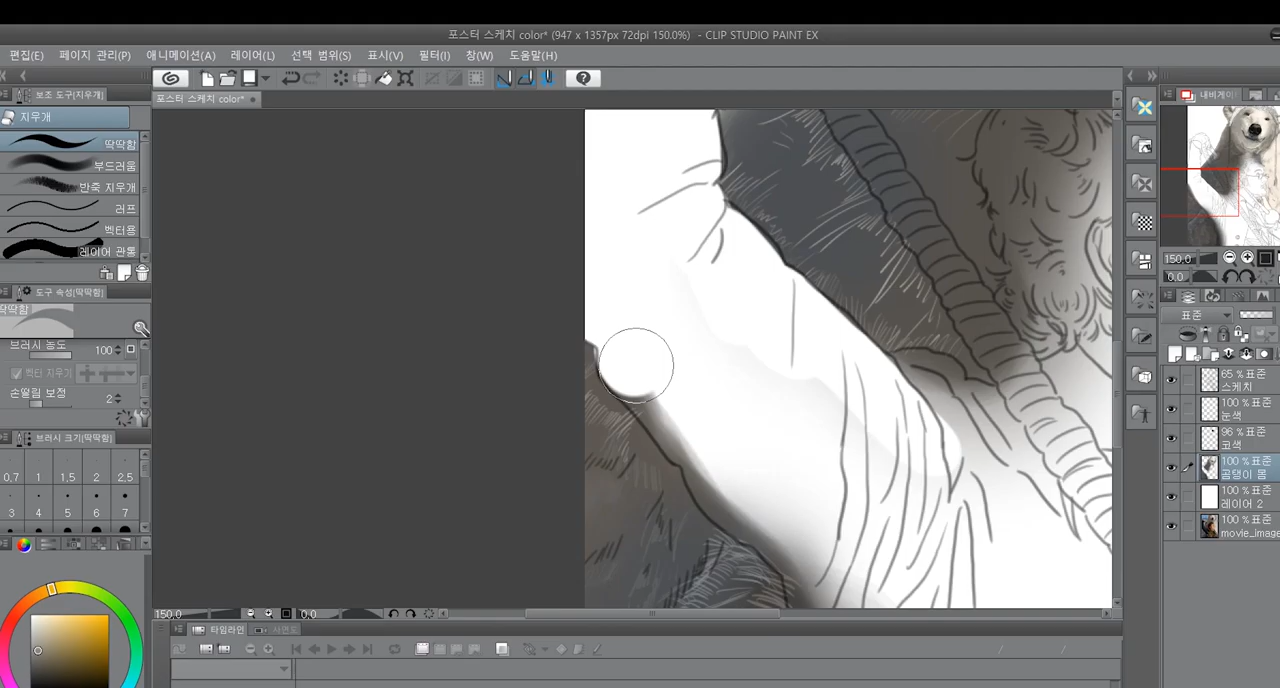 포스터 스케치 color* (947 x 1357px 72dpi 150.0%) - CLIP STUDIO PAINT EX
편집(E) 페이지 관리(P) 애니메이션(A) 레이어(L) 선택 범위(S) 표시(V) 필터(I) 창(W) 도움말(H)
보조 도구(지우개) 포스터 스케치 color* 내비게이
지우개
딱딱함
부드러움
반죽 지우개
러프
벡터용
레이어 관통
도구 속성(딱딱함)
딱딱함
브러시 농도 100
벡터 지우개
손떨림 보정 2
브러시 크기(딱딱함)
0.7 1 1.5 2 2.5
3 4 5 6 7
150.0
0.0
표준
65 %표준
스케치
100 %표준
눈색
96 %표준
코색
100 %표준
곰탱이 몸
100 %표준
레이어 2
100 %표준
movie_image
150.0 0.0
타임라인